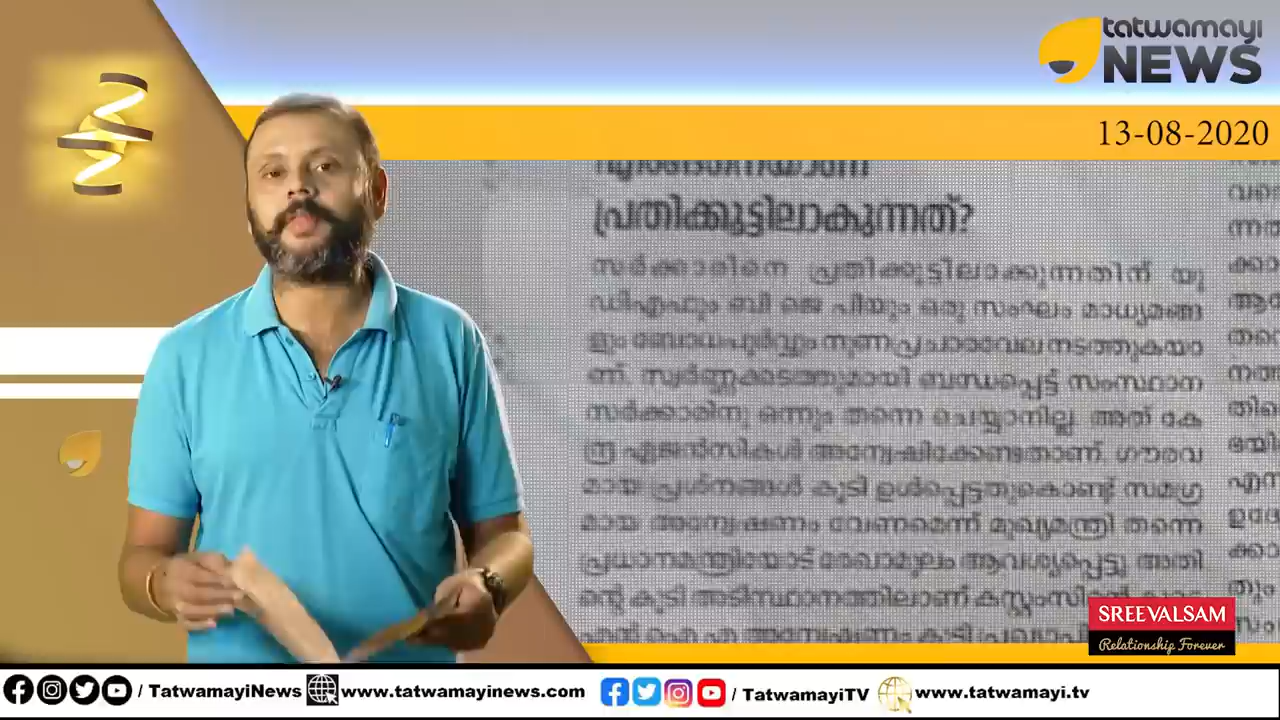 tatwamayi
NEWS
13-08-2020
പ്രതിക്കൂട്ടിലാകുന്നത്?
സർക്കാരിനെ പ്രതിക്കൂട്ടിലാക്കുന്നതിന് യു
ഡിഎഫും ബി ജെ പിയും ഒരു സംഘം മാധ്യമങ്ങ
ളും ബോധപൂർവ്വം നുണപ്രചാരവേല നടത്തുകയാ
ണ്. സ്വർണ്ണക്കടത്തുമായി ബന്ധപ്പെട്ട് സംസ്ഥാന
സർക്കാരിനു ഒന്നും തന്നെ ചെയ്യാനില്ല. അത് കേ
ന്ദ്ര ഏജൻസികൾ അന്വേഷിക്കേണ്ടതാണ്. ഗൗരവ
മായ പ്രശ്നങ്ങൾ കൂടി ഉൾപ്പെട്ടതുകൊണ്ട് സമഗ്ര
മായ അന്വേഷണം വേണമെന്ന് മുഖ്യമന്ത്രി തന്നെ
പ്രധാനമന്ത്രിയോട് രേഖാമൂലം ആവശ്യപ്പെട്ടു. അതി
ന്റെ കൂടി അടിസ്ഥാനത്തിലാണ്
SREEVALSAM
Relationship Forever
/ TatwamayiNews www.tatwamayinews.com / TatwamayiTV www.tatwamayi.tv